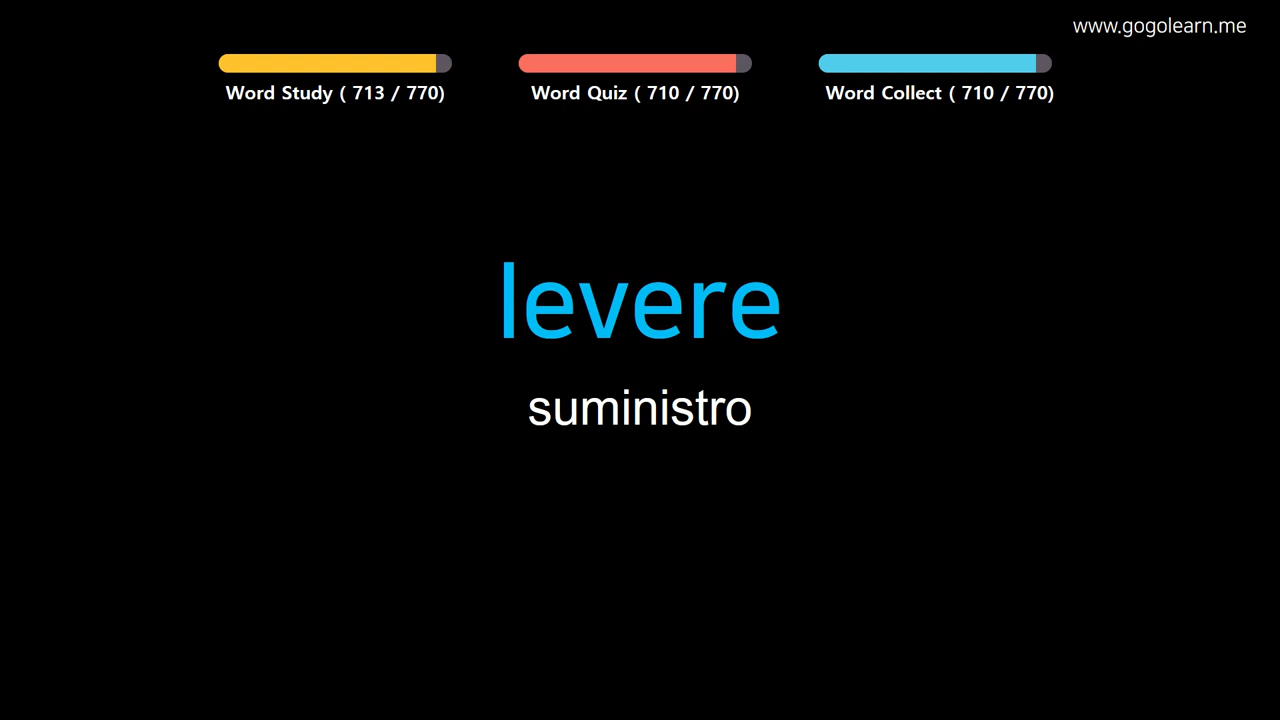 www.gogolearn.me
Word Study ( 713 / 770)
Word Quiz ( 710 / 770)
Word Collect ( 710 / 770)
levere
suministro